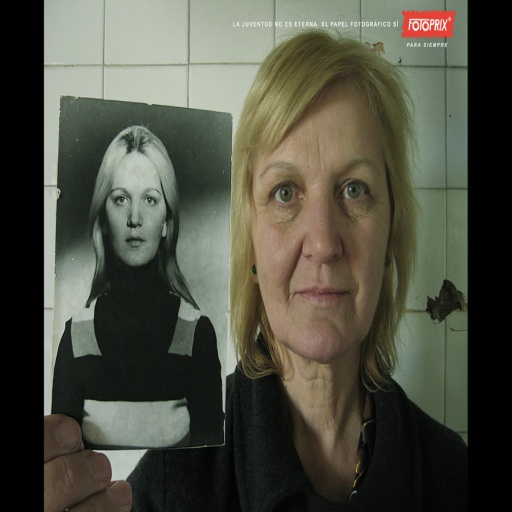 LA JUVENTUD NO ES ETERNA. EL PAPEL FOTOGRÁFICO SÍ
FOTOPRIX®
PARA SIEMPRE